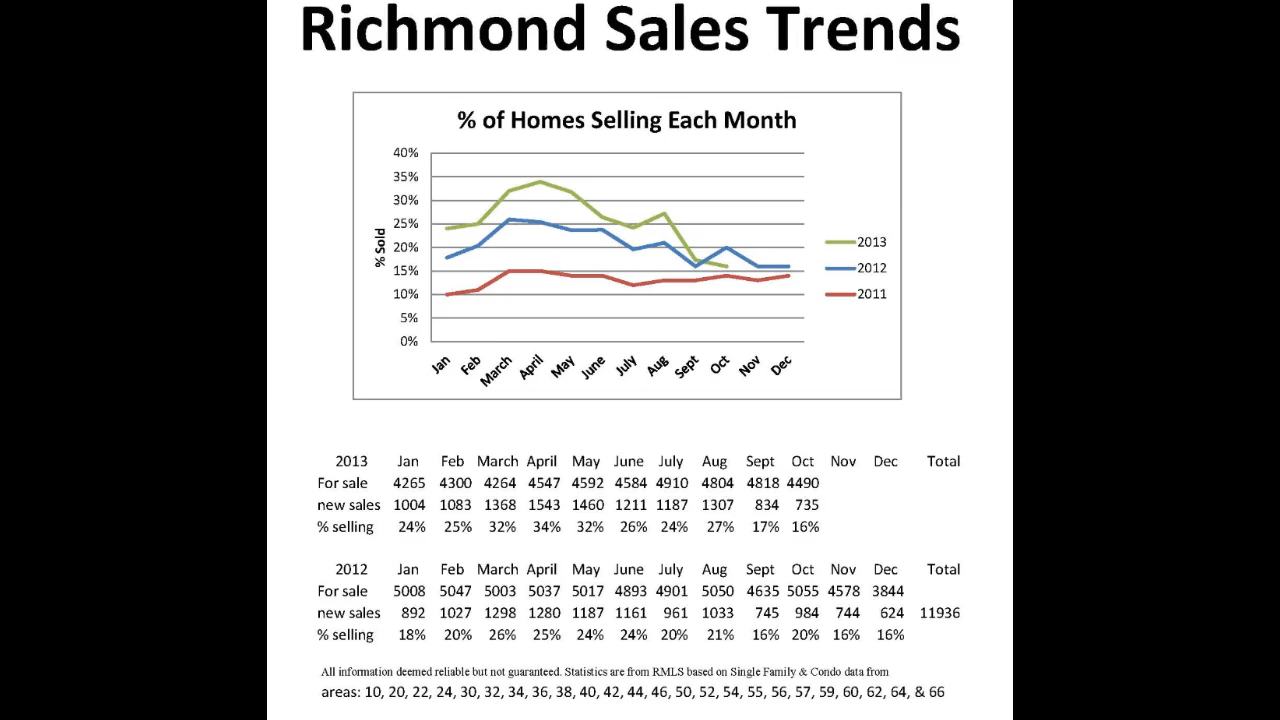 Richmond Sales Trends
% of Homes Selling Each Month
40%
35%
30%
25%
20%
15%
10%
5%
0%
% Sold
Jan Feb March April May June July Aug Sept Oct Nov Dec
2013
2012
2011
2013 Jan Feb March April May June July Aug Sept Oct Nov Dec Total
For sale 4265 4300 4264 4547 4592 4584 4910 4804 4818 4490
new sales 1004 1083 1368 1543 1460 1211 1187 1307 834 735
% selling 24% 25% 32% 34% 32% 26% 24% 27% 17% 16%
2012 Jan Feb March April May June July Aug Sept Oct Nov Dec Total
For sale 5008 5047 5003 5037 5017 4893 4901 5050 4635 5055 4578 3844
new sales 892 1027 1298 1280 1187 1161 961 1033 745 984 744 624 11936
% selling 18% 20% 26% 25% 24% 24% 20% 21% 16% 20% 16% 16%
All information deemed reliable but not guaranteed. Statistics are from RMLS based on Single Family & Condo data from
areas: 10, 20, 22, 24, 30, 32, 34, 36, 38, 40, 42, 44, 46, 50, 52, 54, 55, 56, 57, 59, 60, 62, 64, & 66